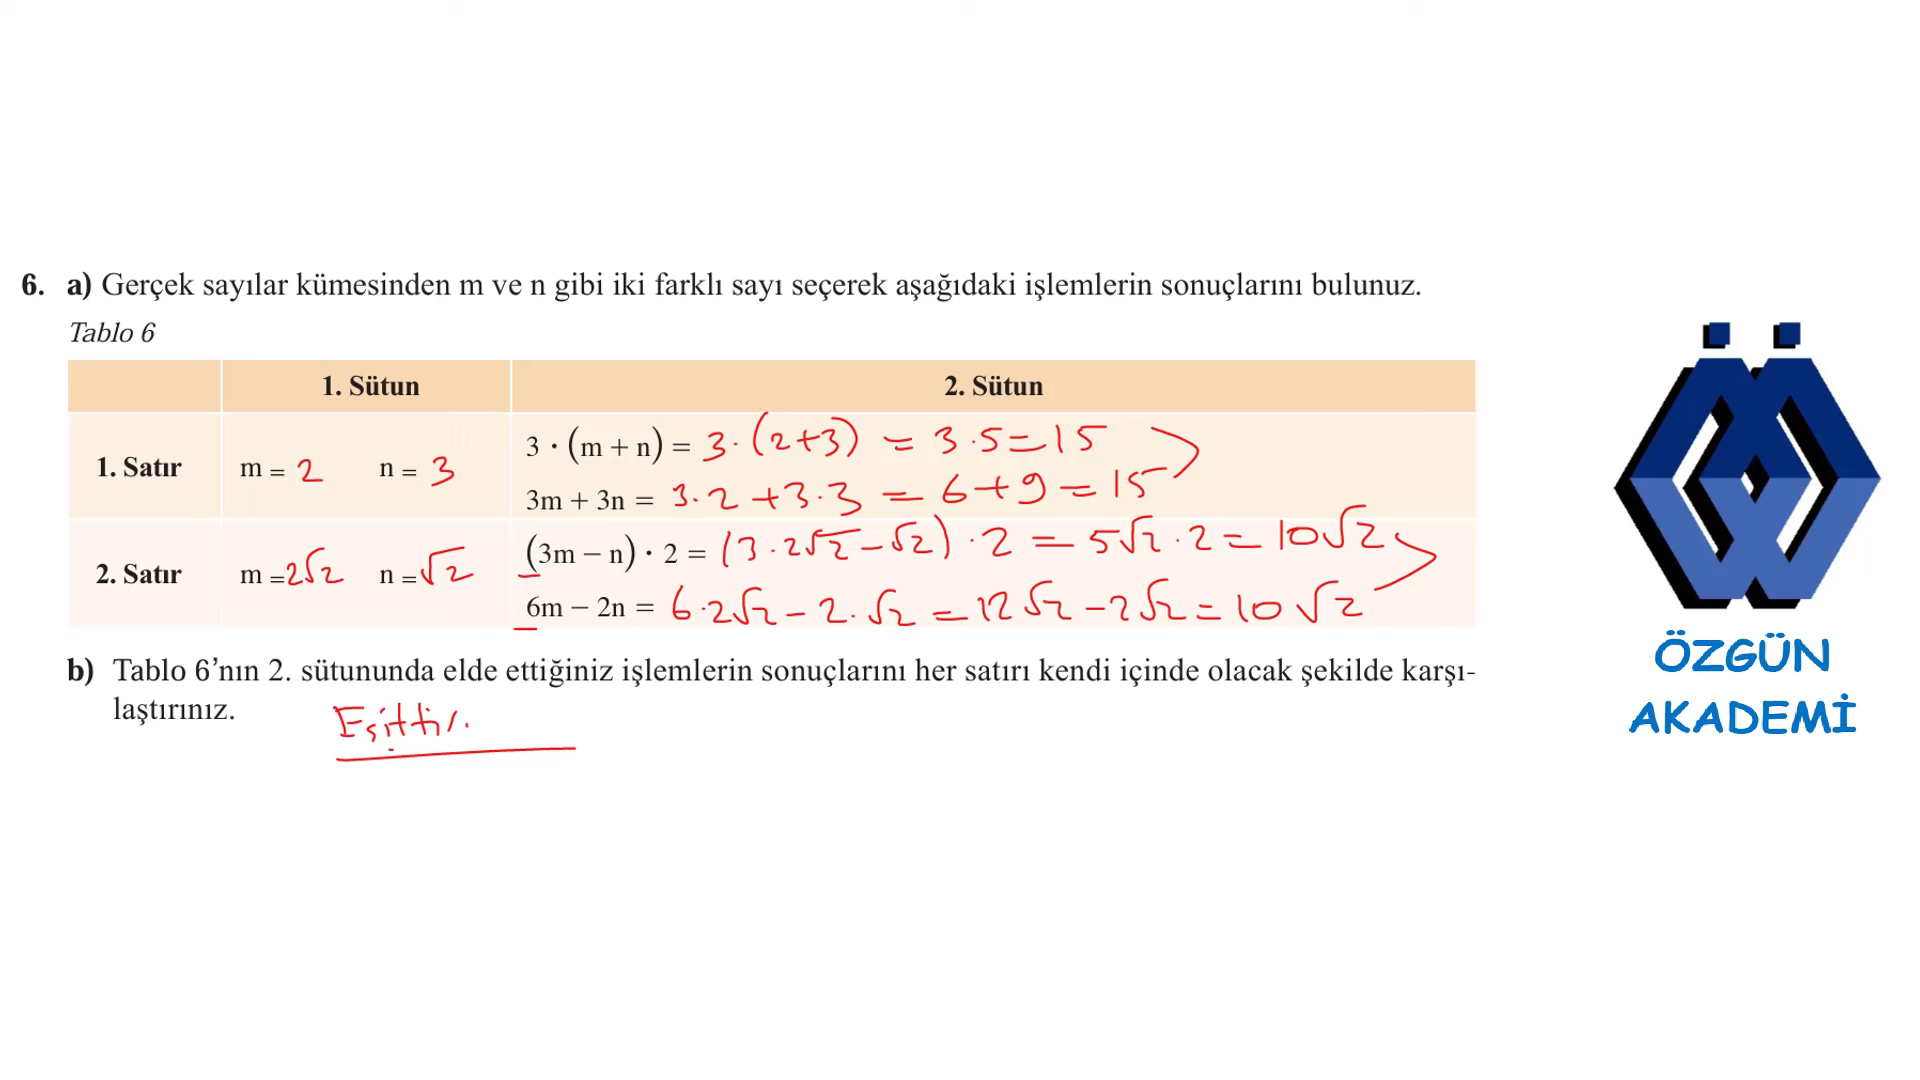 6. a) Gerçek sayılar kümesinden m ve n gibi iki farklı sayı seçerek aşağıdaki işlemlerin sonuçlarını bulunuz.
Tablo 6
1. Sütun 2. Sütun
1. Satır m = 2 n = 3
3 · (m + n) = 3·(2+3) = 3·5=15
3m + 3n = 3·2+3·3 = 6+9=15
2. Satır m =2√2 n =√2
(3m − n) · 2 = (3·2√2−√2)·2 = 5√2·2=10√2
6m − 2n = 6·2√2−2·√2=12√2−2√2=10√2
b) Tablo 6’nın 2. sütununda elde ettiğiniz işlemlerin sonuçlarını her satırı kendi içinde olacak şekilde karşı-
laştırınız.
Eşittir.
ÖZGÜN
AKADEMİ